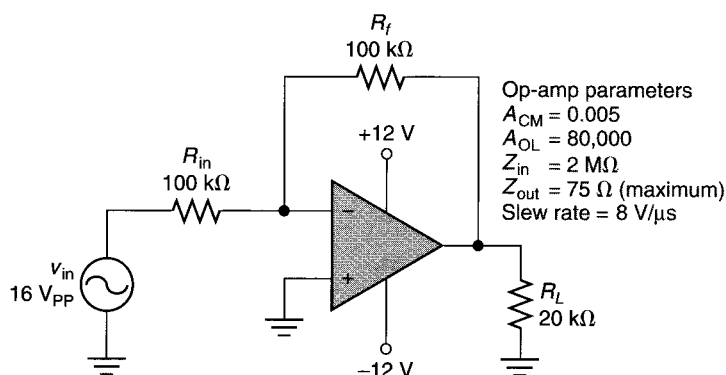 R_f
100 kΩ
Op-amp parameters
A_CM = 0.005
A_OL = 80,000
Z_in = 2 MΩ
Z_out = 75 Ω (maximum)
Slew rate = 8 V/μs
+12 V
R_in
100 kΩ
−
+
v_in
16 V_PP
R_L
20 kΩ
−12 V